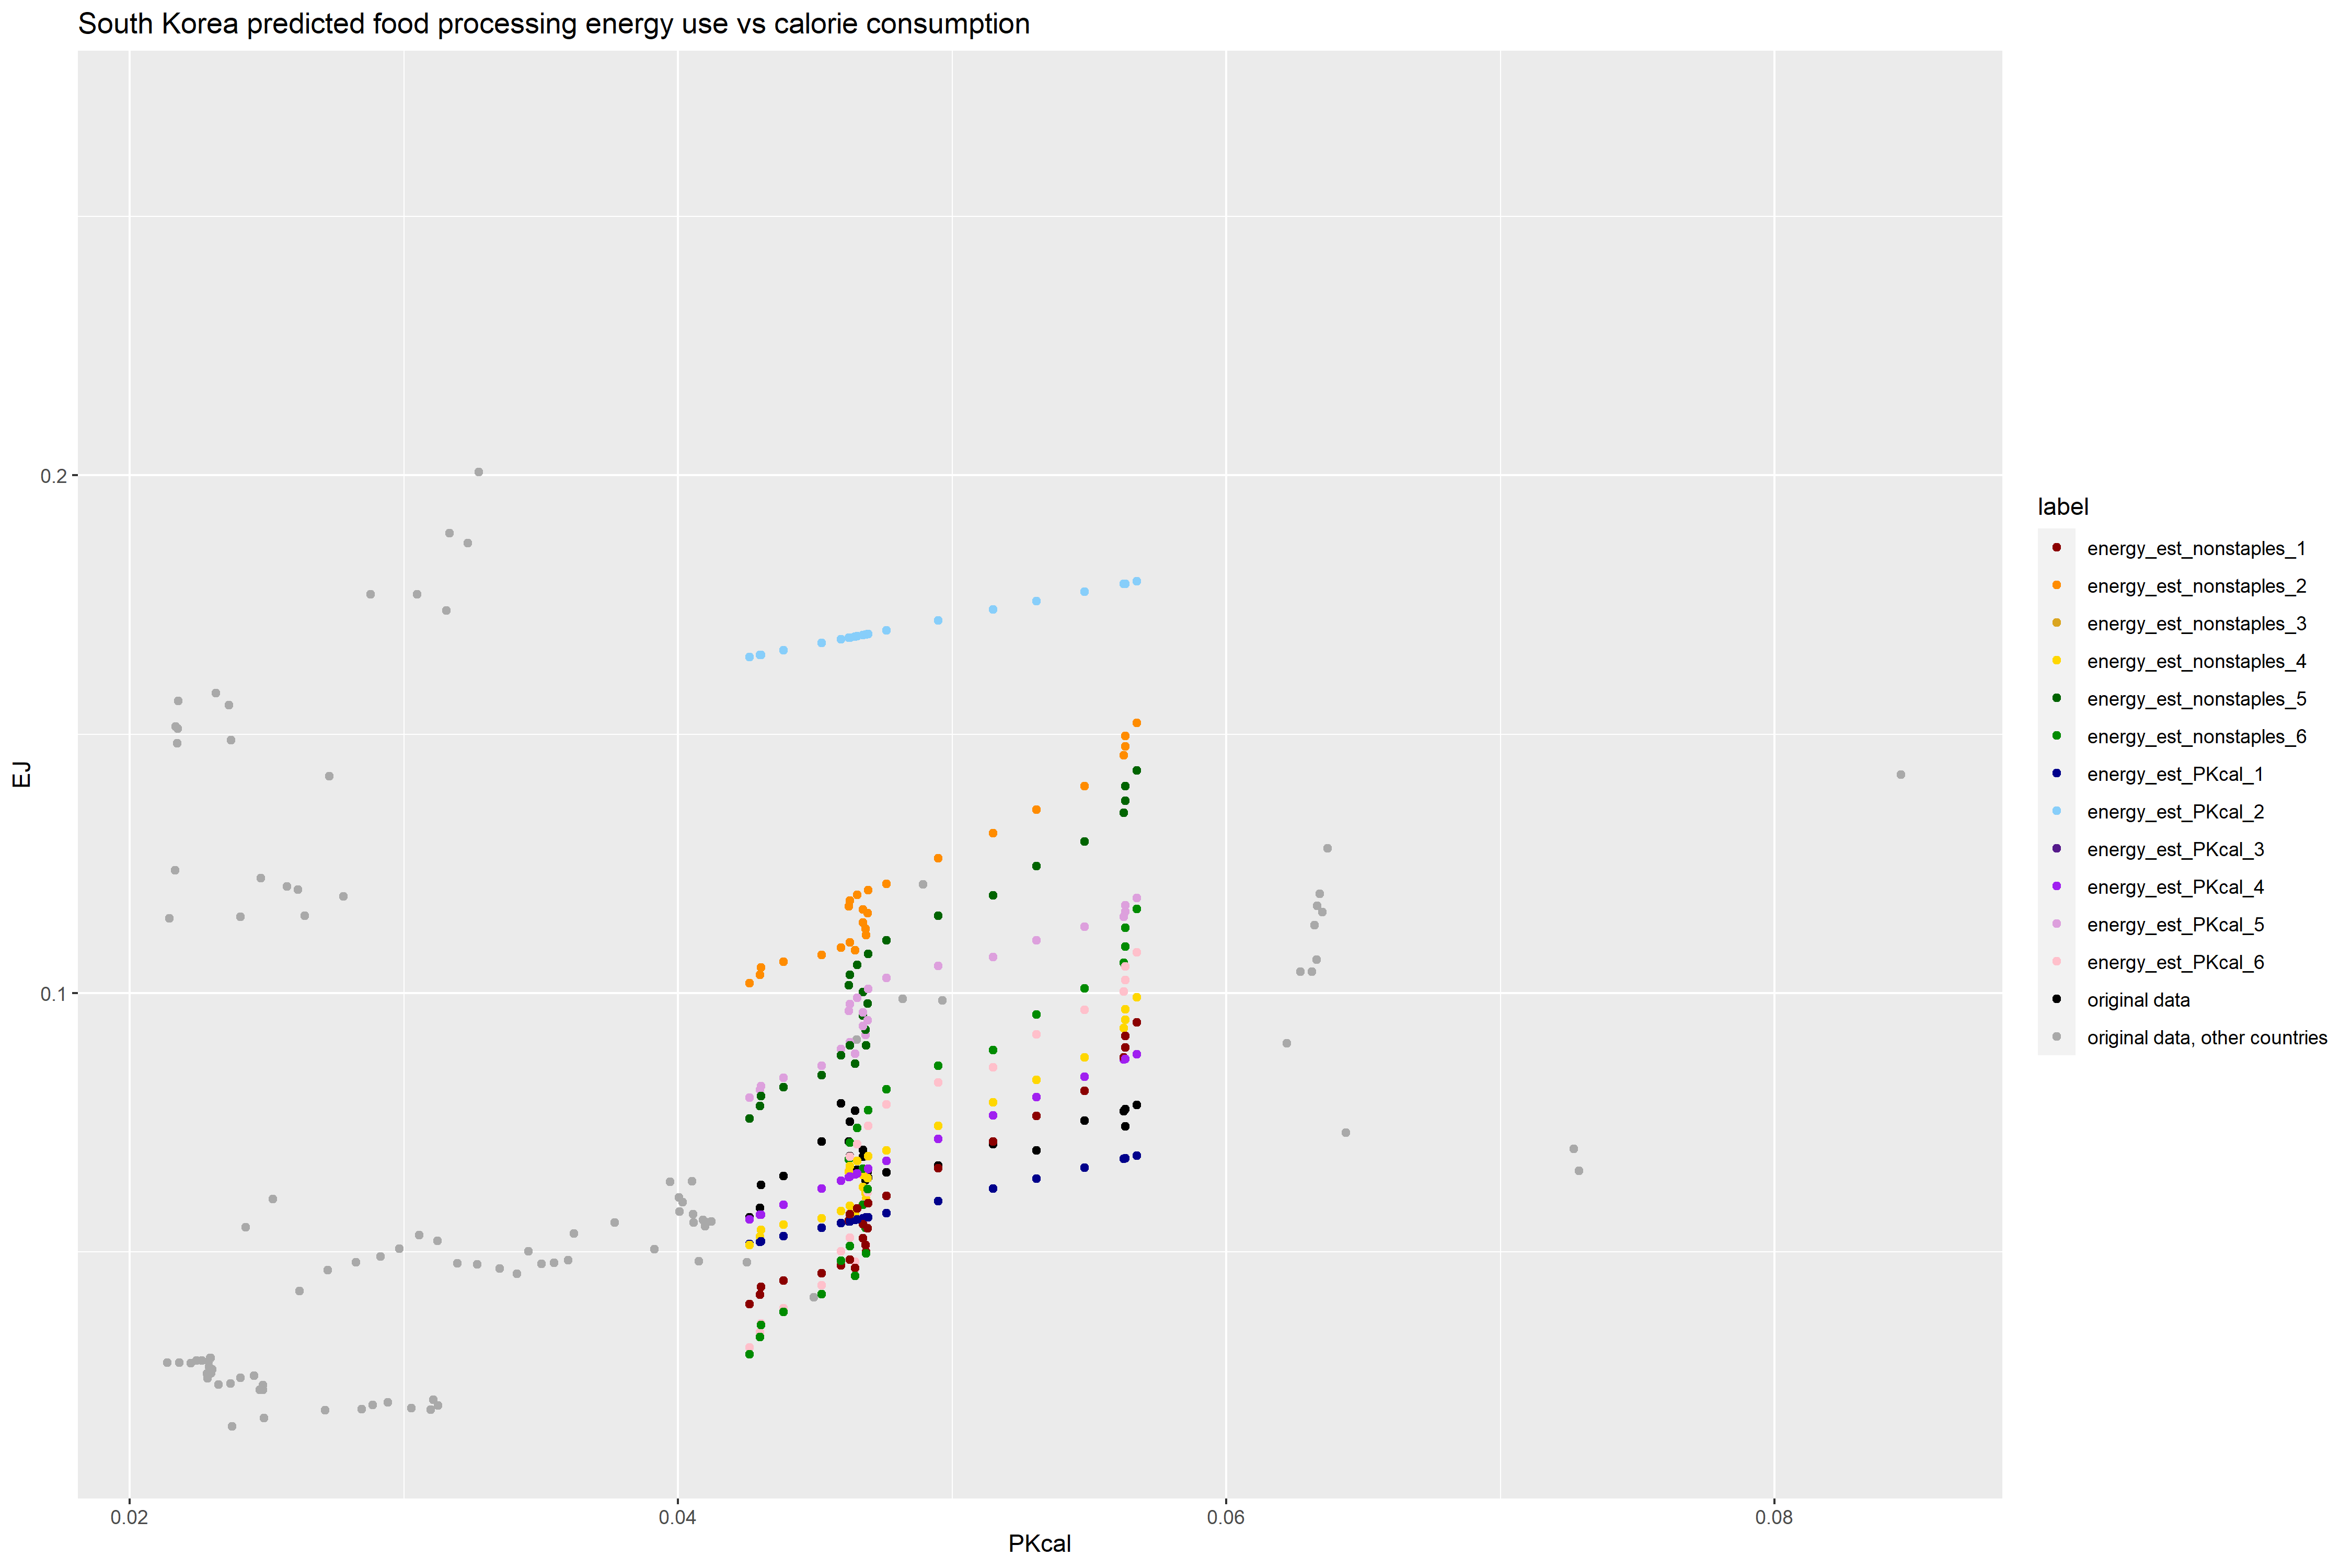 South Korea predicted food processing energy use vs calorie consumption
0.2
0.1
EJ
0.02
0.04
0.06
0.08
PKcal
label
energy_est_nonstaples_1
energy_est_nonstaples_2
energy_est_nonstaples_3
energy_est_nonstaples_4
energy_est_nonstaples_5
energy_est_nonstaples_6
energy_est_PKcal_1
energy_est_PKcal_2
energy_est_PKcal_3
energy_est_PKcal_4
energy_est_PKcal_5
energy_est_PKcal_6
original data
original data, other countries